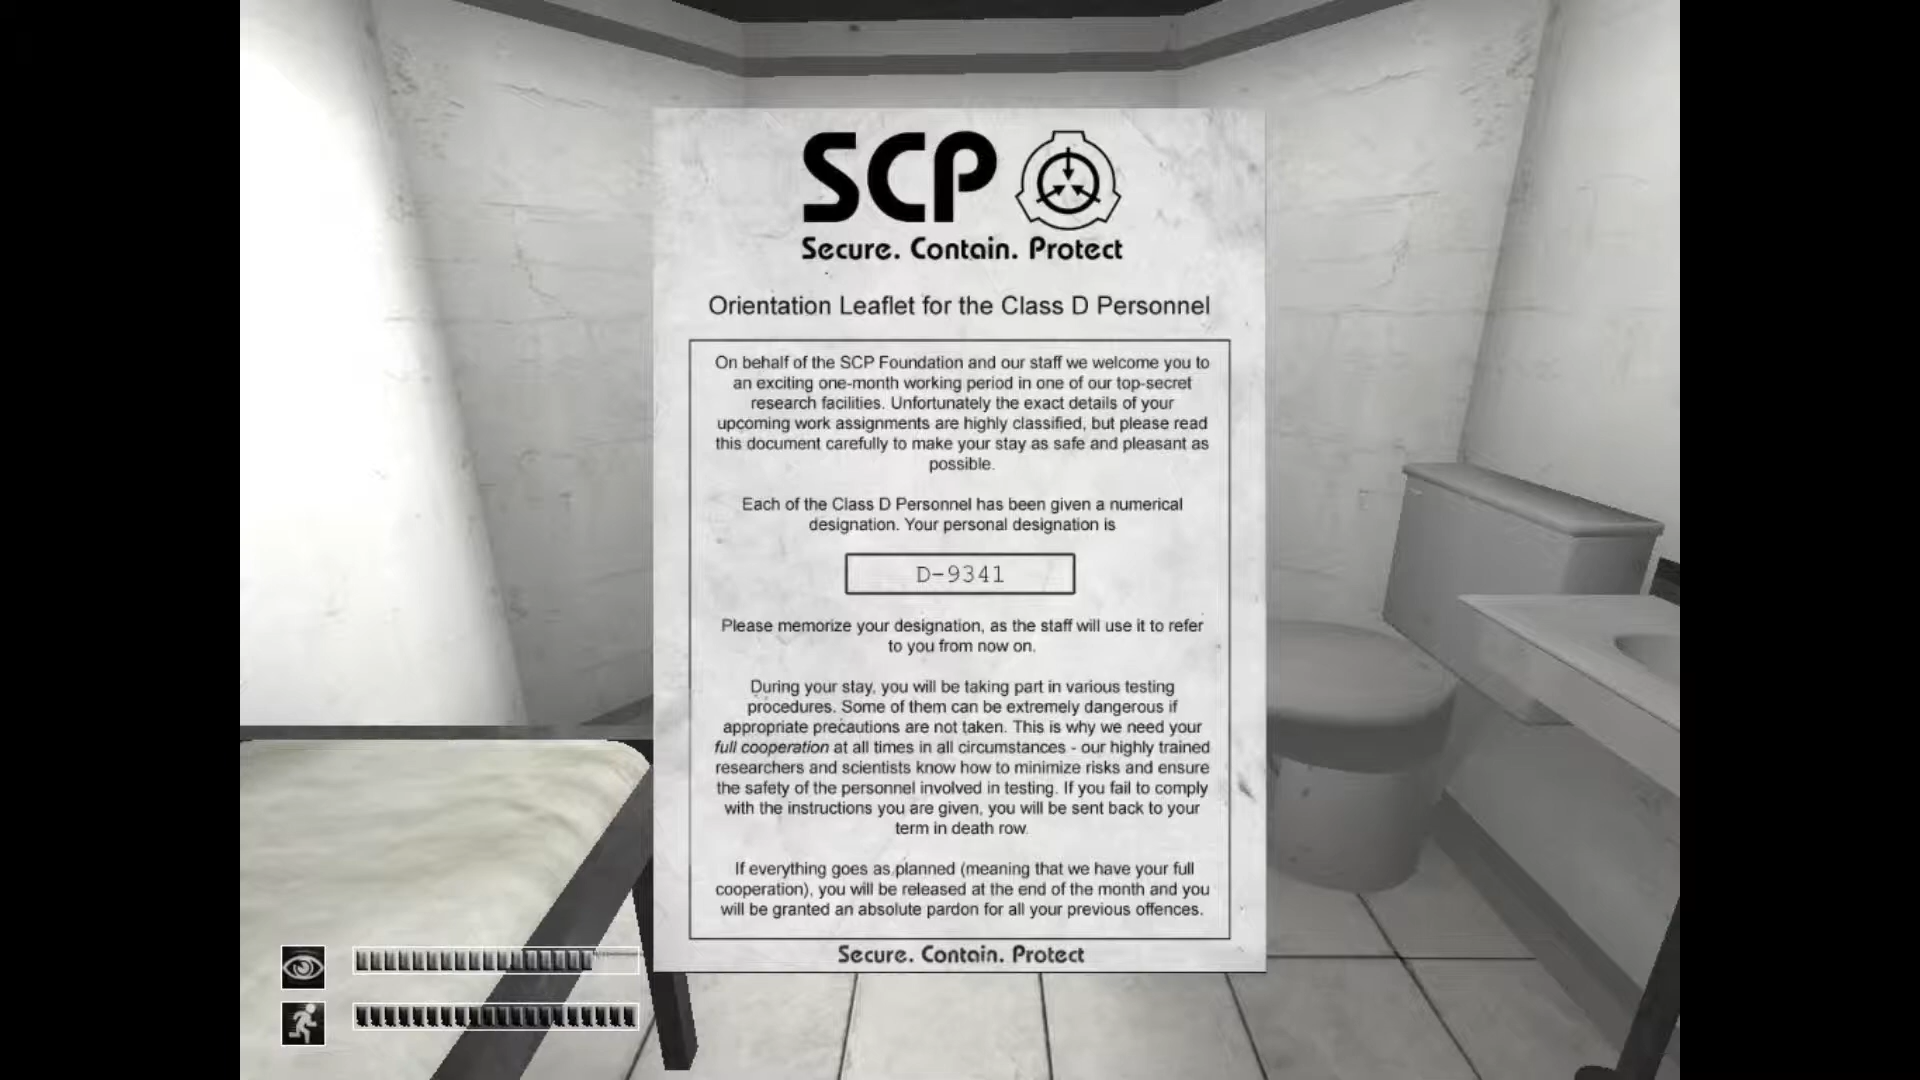 SCP
Secure. Contain. Protect
Orientation Leaflet for the Class D Personnel
On behalf of the SCP Foundation and our staff we welcome you to
an exciting one-month working period in one of our top-secret
research facilities. Unfortunately the exact details of your
upcoming work assignments are highly classified, but please read
this document carefully to make your stay as safe and pleasant as
possible.
Each of the Class D Personnel has been given a numerical
designation. Your personal designation is
D-9341
Please memorize your designation, as the staff will use it to refer
to you from now on.
During your stay, you will be taking part in various testing
procedures. Some of them can be extremely dangerous if
appropriate precautions are not taken. This is why we need your
full cooperation at all times in all circumstances - our highly trained
researchers and scientists know how to minimize risks and ensure
the safety of the personnel involved in testing. If you fail to comply
with the instructions you are given, you will be sent back to your
term in death row.
If everything goes as planned (meaning that we have your full
cooperation), you will be released at the end of the month and you
will be granted an absolute pardon for all your previous offences.
Secure. Contain. Protect